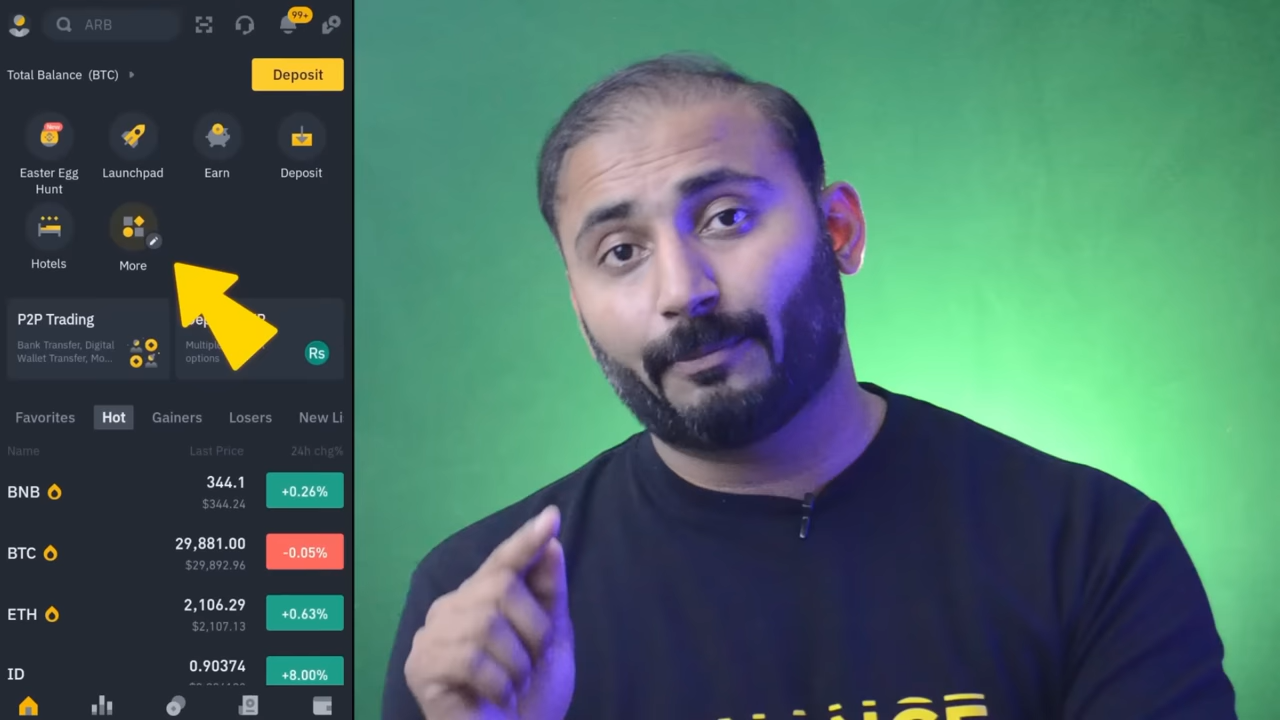 ARB
99+
Total Balance (BTC)
Deposit
New
Easter Egg
Hunt
Launchpad
Earn
Deposit
Hotels
More
P2P Trading
Bank Transfer, Digital
Wallet Transfer, Mo...
Multiple
options
Rs
Favorites Hot Gainers Losers New Li
Name Last Price 24h chg%
BNB 344.1 +0.26%
$344.24
BTC 29,881.00 -0.05%
$29,892.96
ETH 2,106.29 +0.63%
$2,107.13
ID 0.90374 +8.00%